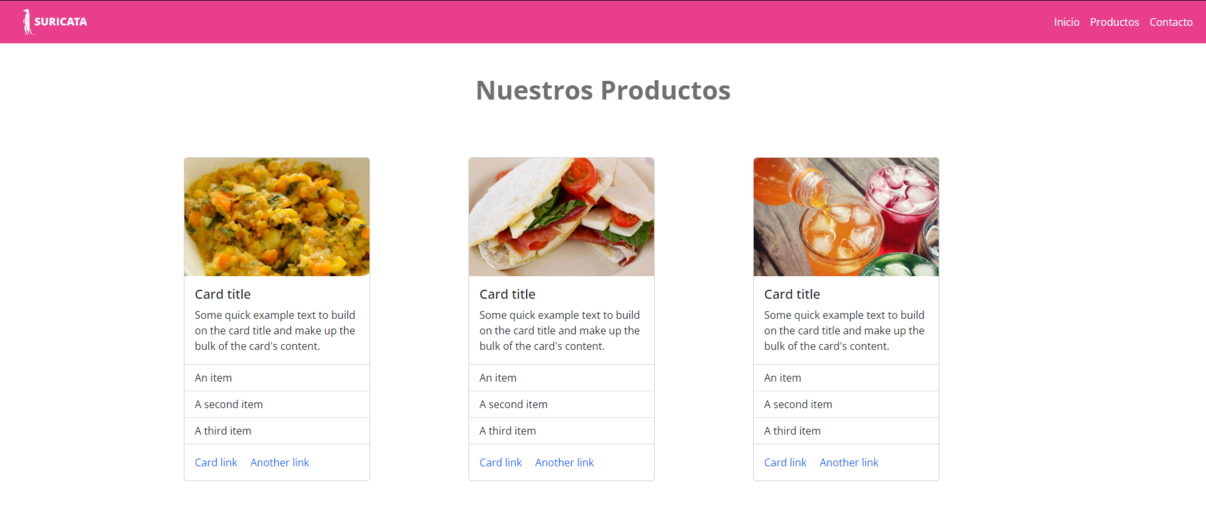 SURICATA
Inicio Productos Contacto
Nuestros Productos
Card title
Some quick example text to build
on the card title and make up the
bulk of the card's content.
An item
A second item
A third item
Card link Another link
Card title
Some quick example text to build
on the card title and make up the
bulk of the card's content.
An item
A second item
A third item
Card link Another link
Card title
Some quick example text to build
on the card title and make up the
bulk of the card's content.
An item
A second item
A third item
Card link Another link